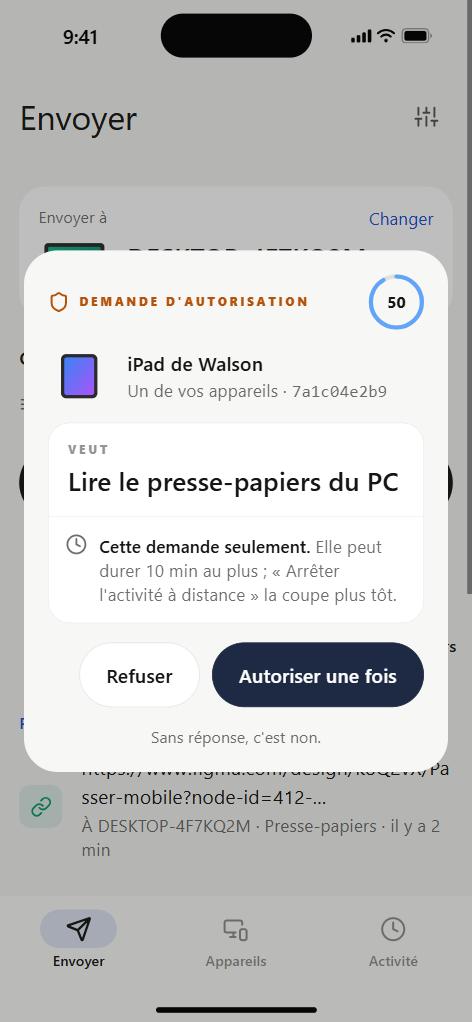 9:41
Envoyer
Envoyer à
Changer
DEMANDE D'AUTORISATION
50
iPad de Walson
Un de vos appareils · 7a1c04e2b9
VEUT
Lire le presse-papiers du PC
Cette demande seulement. Elle peut
durer 10 min au plus ; « Arrêter
l'activité à distance » la coupe plus tôt.
Refuser
Autoriser une fois
Sans réponse, c'est non.
sser-mobile?node-id=412-...
À DESKTOP-4F7KQ2M · Presse-papiers · il y a 2
min
Envoyer
Appareils
Activité